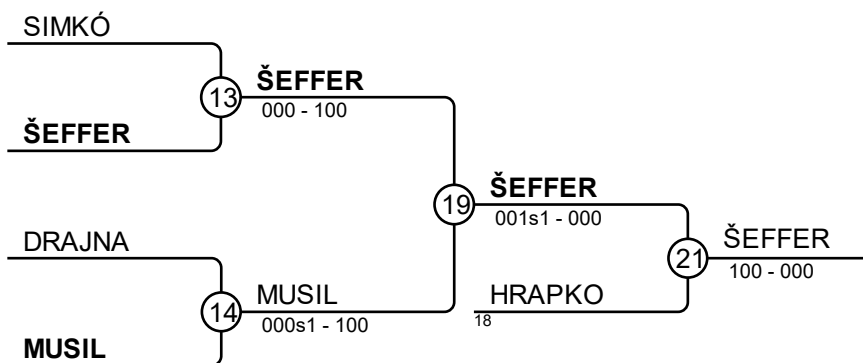 SIMKÓ
13
ŠEFFER
000 - 100
ŠEFFER
19
ŠEFFER
001s1 - 000
DRAJNA
21
ŠEFFER
100 - 000
14
MUSIL
000s1 - 100
HRAPKO
18
MUSIL